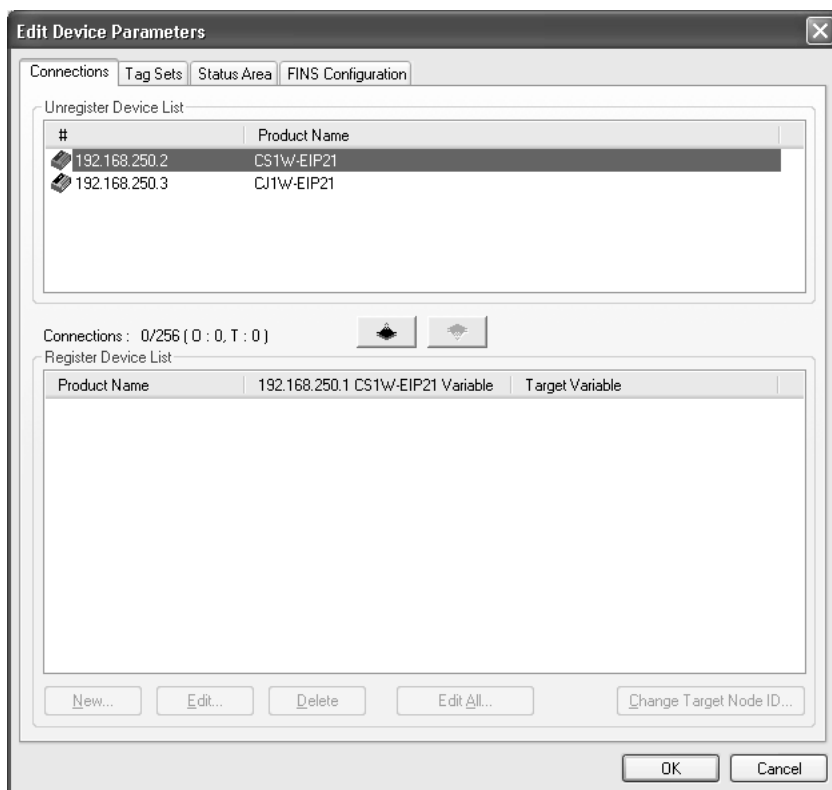 Edit Device Parameters
Connections Tag Sets Status Area FINS Configuration
Unregister Device List
# Product Name
192.168.250.2 CS1W-EIP21
192.168.250.3 CJ1W-EIP21
Connections : 0/256 ( O : 0, T : 0 )
Register Device List
Product Name 192.168.250.1 CS1W-EIP21 Variable Target Variable
New... Edit... Delete Edit All... Change Target Node ID...
OK Cancel